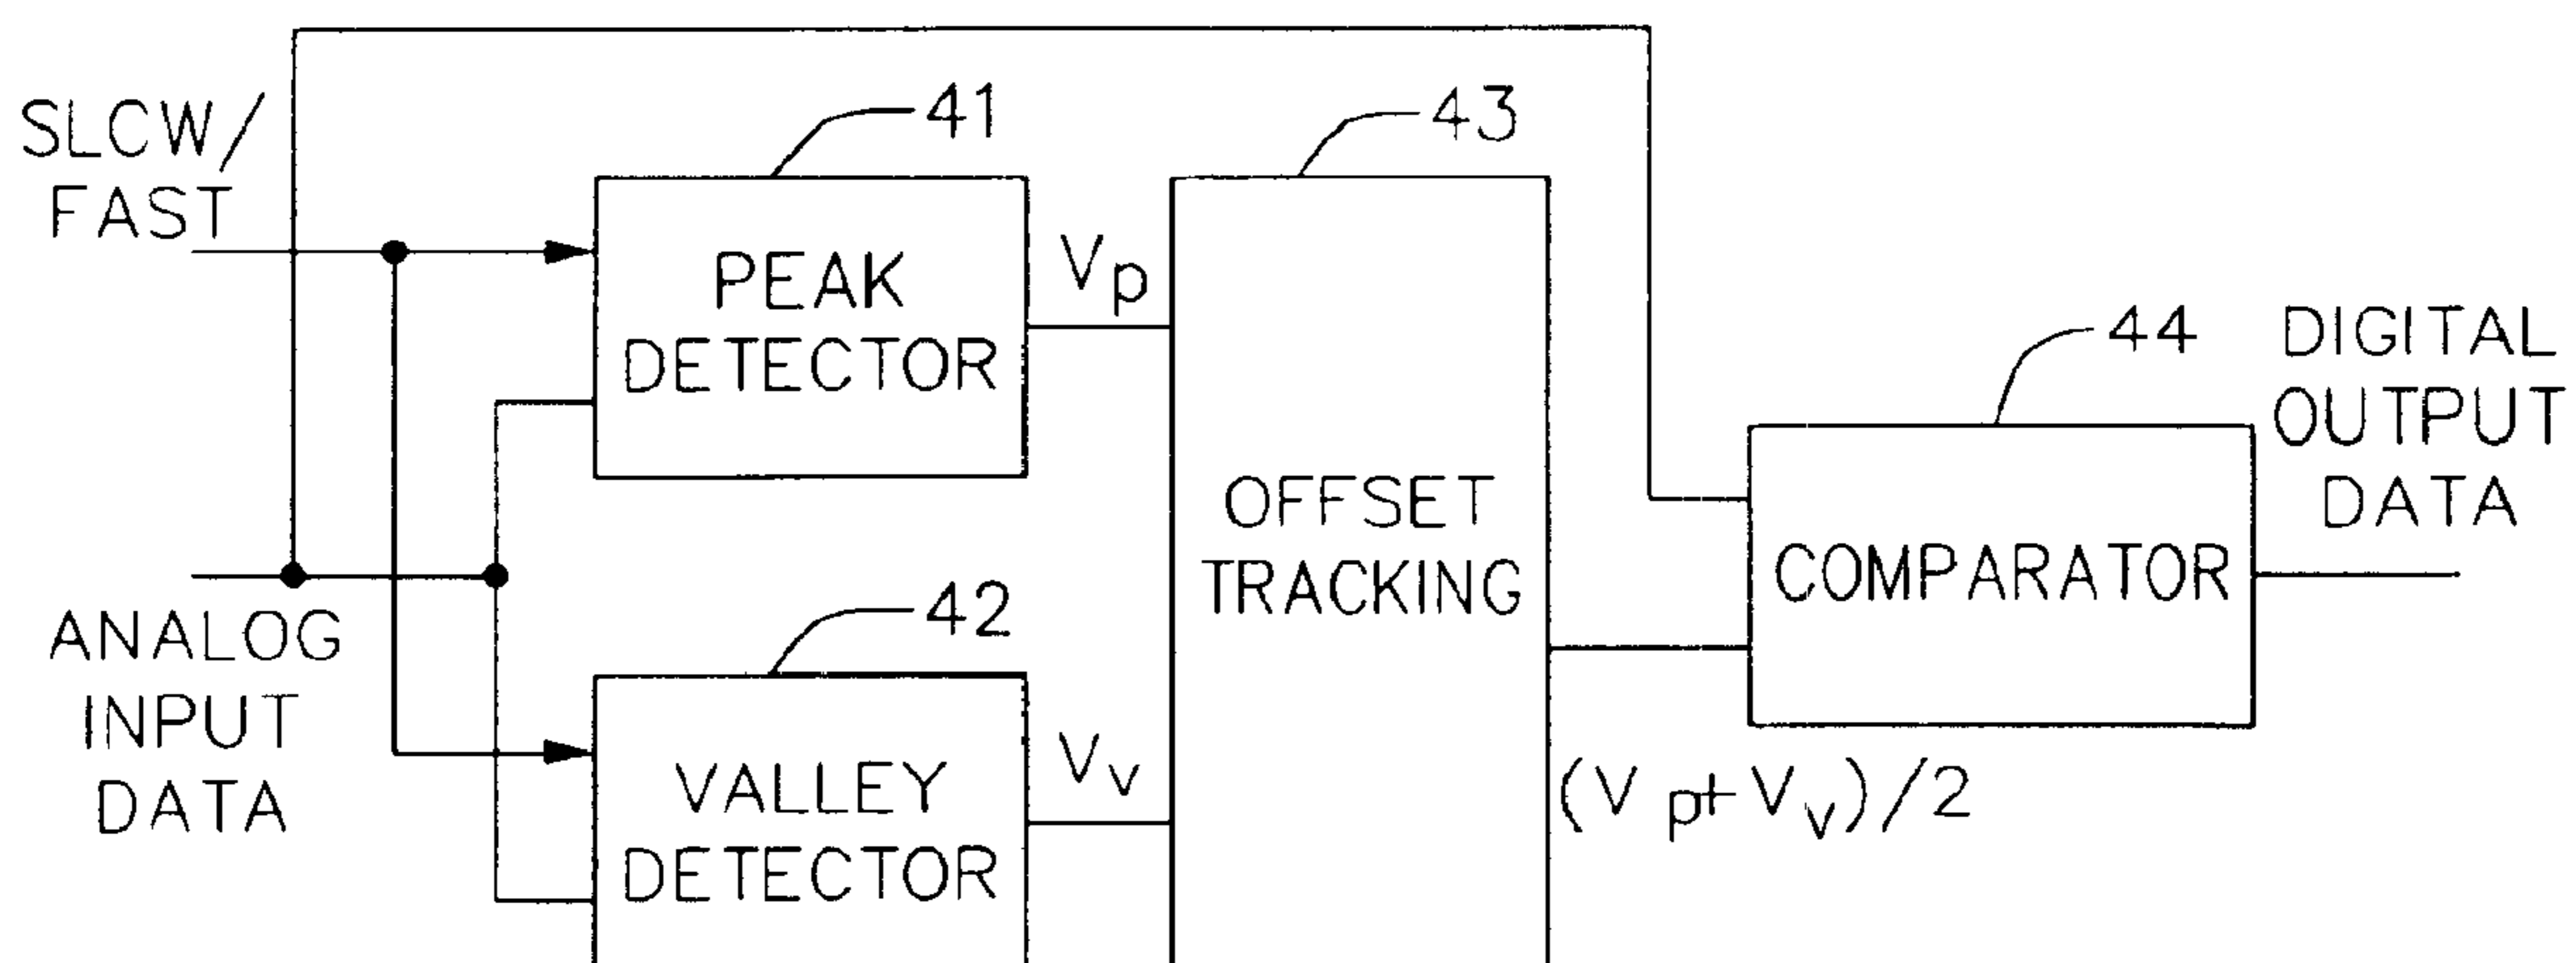 SLCW/
FAST
41
PEAK
DETECTOR
Vp
43
OFFSET
TRACKING
44
COMPARATOR
DIGITAL
OUTPUT
DATA
ANALOG
INPUT
DATA
42
VALLEY
DETECTOR
Vv
(Vp+Vv)/2